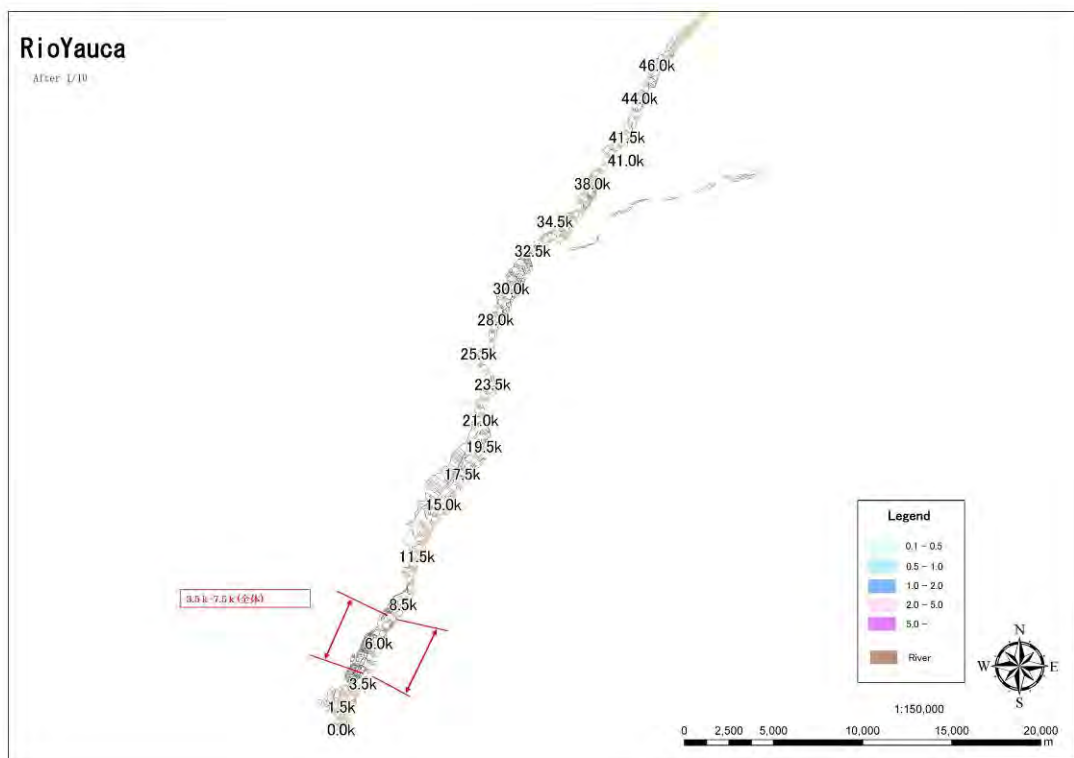 RioYauca
After 1/10
46.0k
44.0k
41.5k
41.0k
38.0k
34.5k
32.5k
30.0k
28.0k
25.5k
23.5k
21.0k
19.5k
17.5k
15.0k
11.5k
8.5k
3.5k-7.5k(全体)
6.0k
3.5k
1.5k
0.0k
Legend
0.1 - 0.5
0.5 - 1.0
1.0 - 2.0
2.0 - 5.0
5.0 -
River
N
W E
S
1:150,000
0 2,500 5,000 10,000 15,000 20,000
m